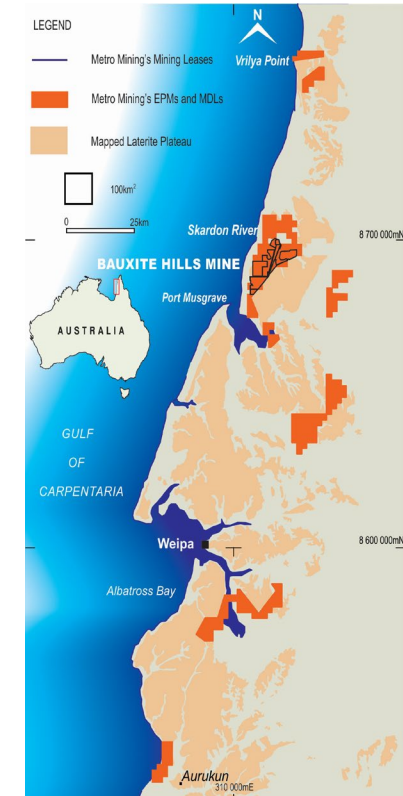 LEGEND
Metro Mining's Mining Leases
Metro Mining's EPMs and MDLs
Mapped Laterite Plateau
100km²
0 25km
N
Vrilya Point
Skardon River
8 700 000mN
BAUXITE HILLS MINE
Port Musgrave
AUSTRALIA
GULF
OF
CARPENTARIA
Weipa
8 600 000mN
Albatross Bay
Aurukun
310 000mE